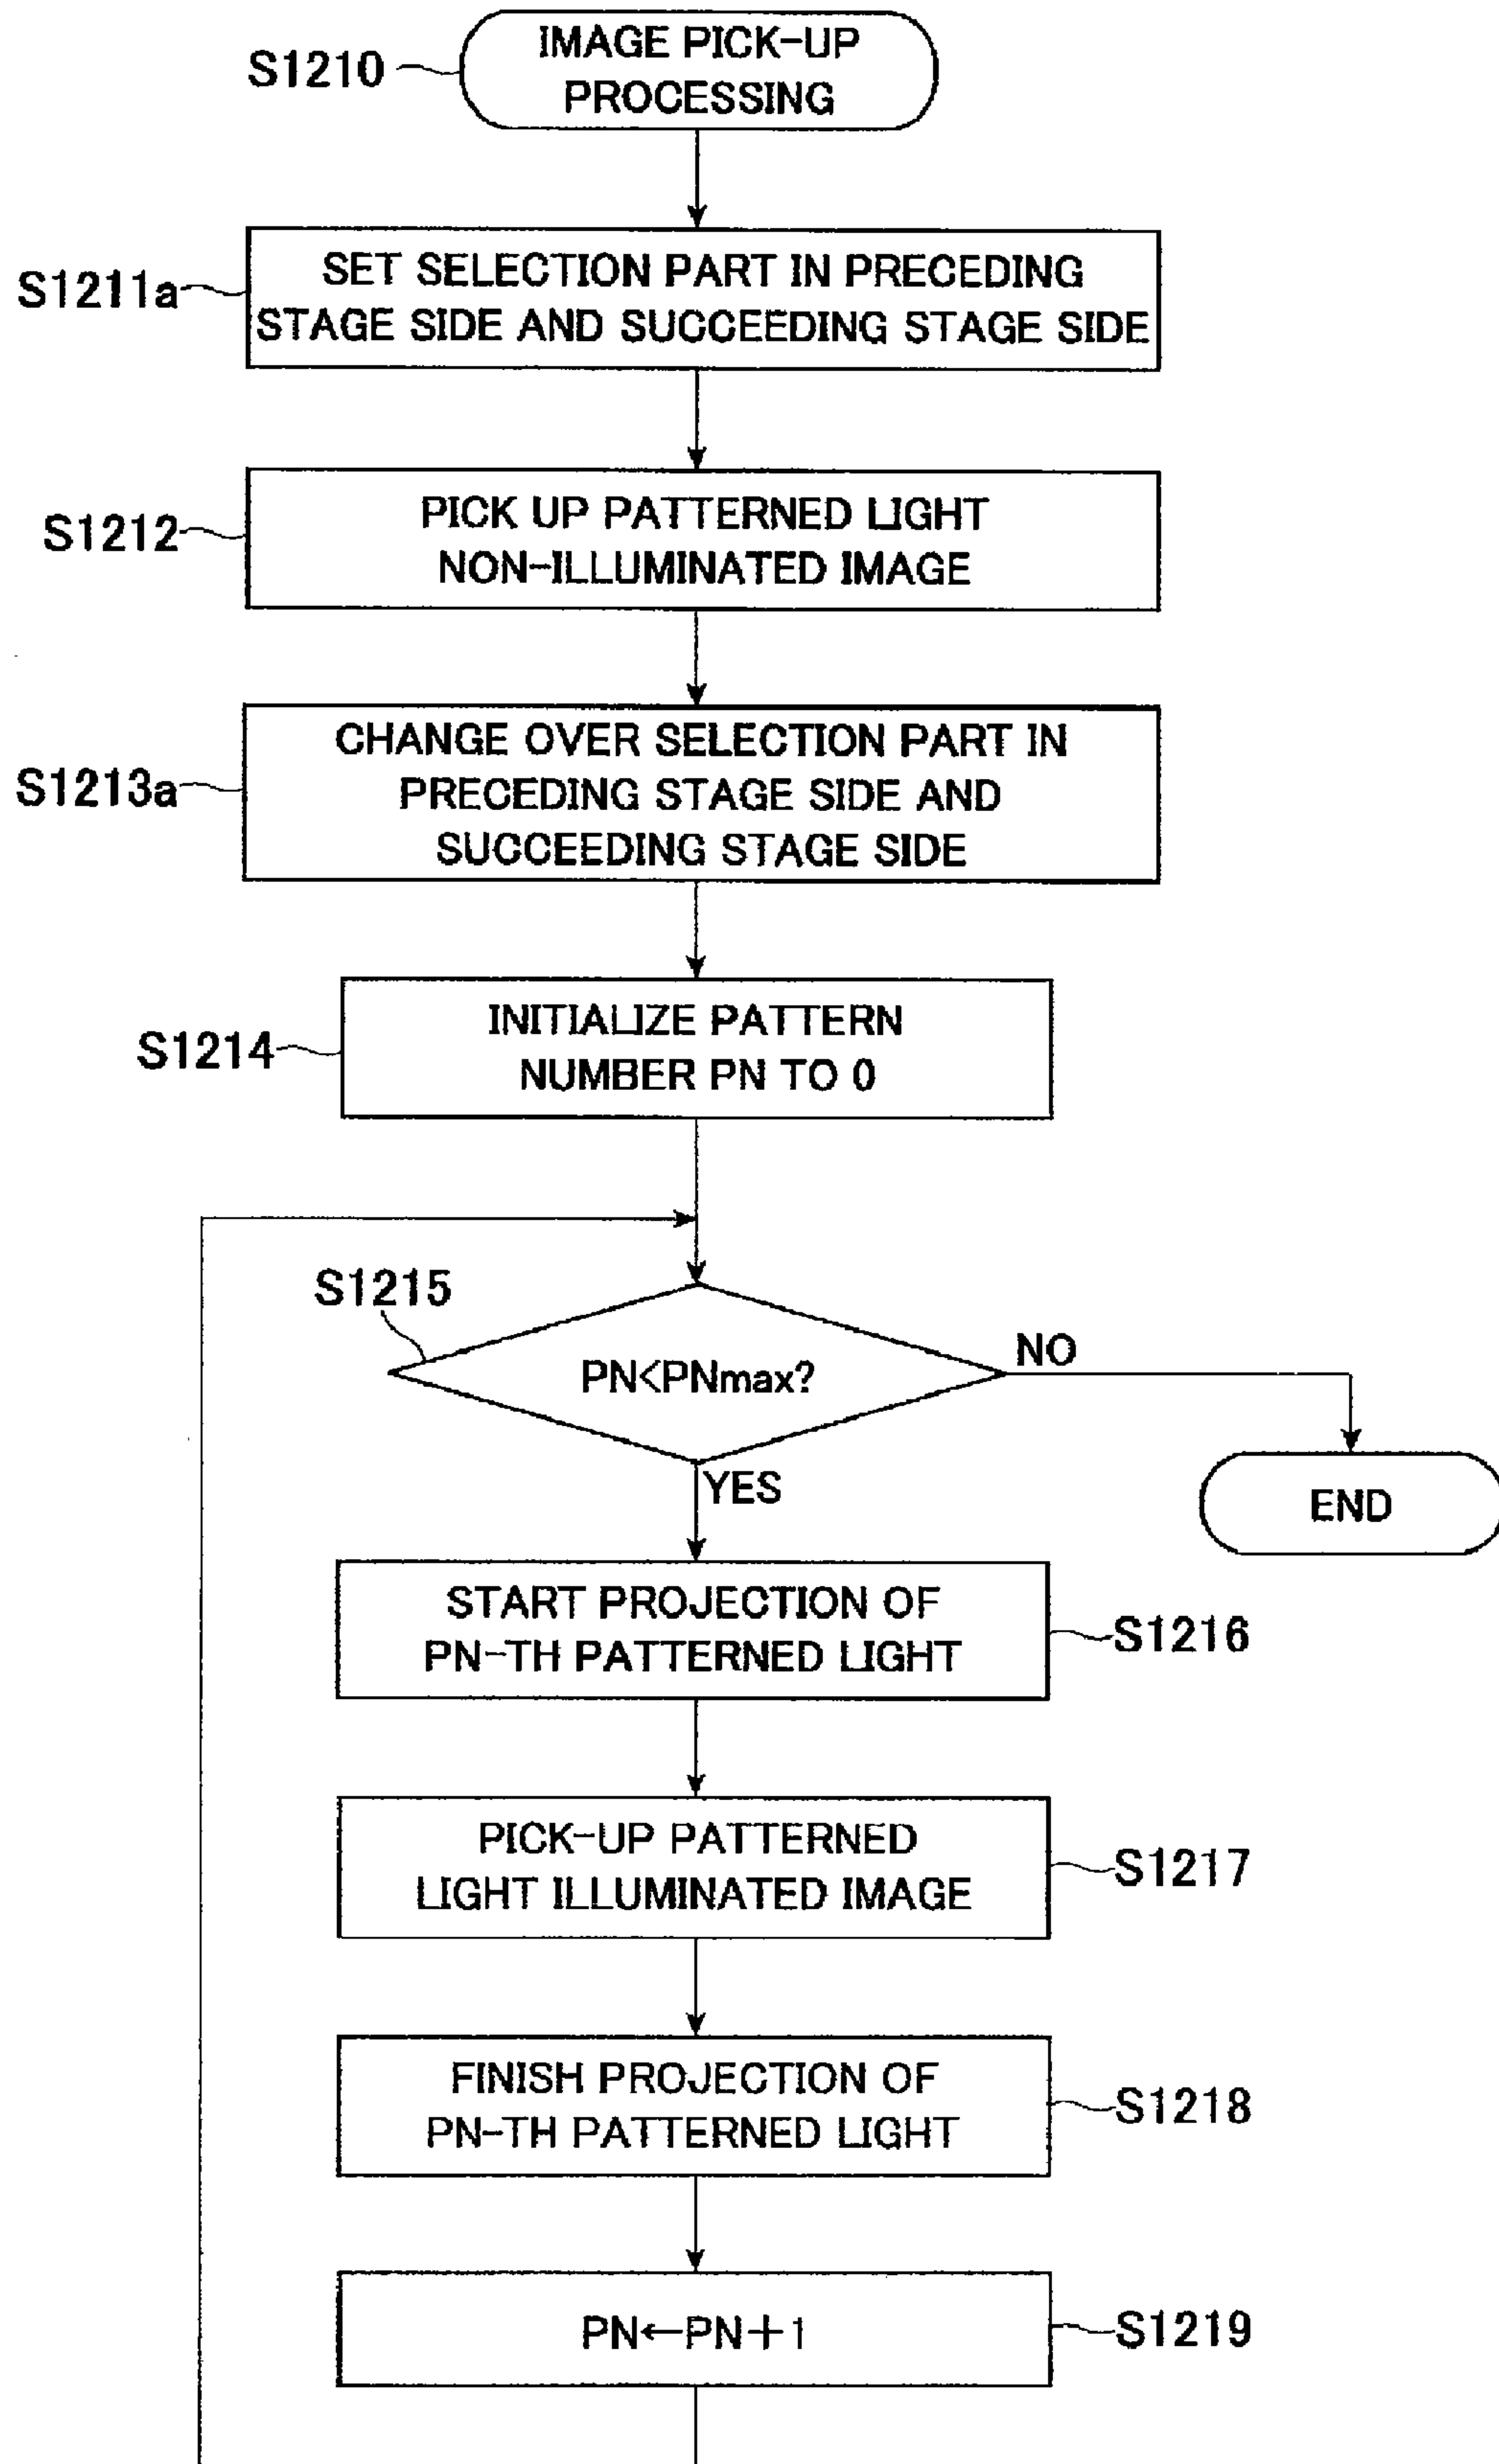 S1210
IMAGE PICK-UP
PROCESSING
S1211a
SET SELECTION PART IN PRECEDING
STAGE SIDE AND SUCCEEDING STAGE SIDE
S1212
PICK UP PATTERNED LIGHT
NON-ILLUMINATED IMAGE
S1213a
CHANGE OVER SELECTION PART IN
PRECEDING STAGE SIDE AND
SUCCEEDING STAGE SIDE
S1214
INITIALIZE PATTERN
NUMBER PN TO 0
S1215
PN<PNmax?
NO
YES
END
START PROJECTION OF
PN-TH PATTERNED LIGHT
S1216
PICK-UP PATTERNED
LIGHT ILLUMINATED IMAGE
S1217
FINISH PROJECTION OF
PN-TH PATTERNED LIGHT
S1218
PN←PN+1
S1219